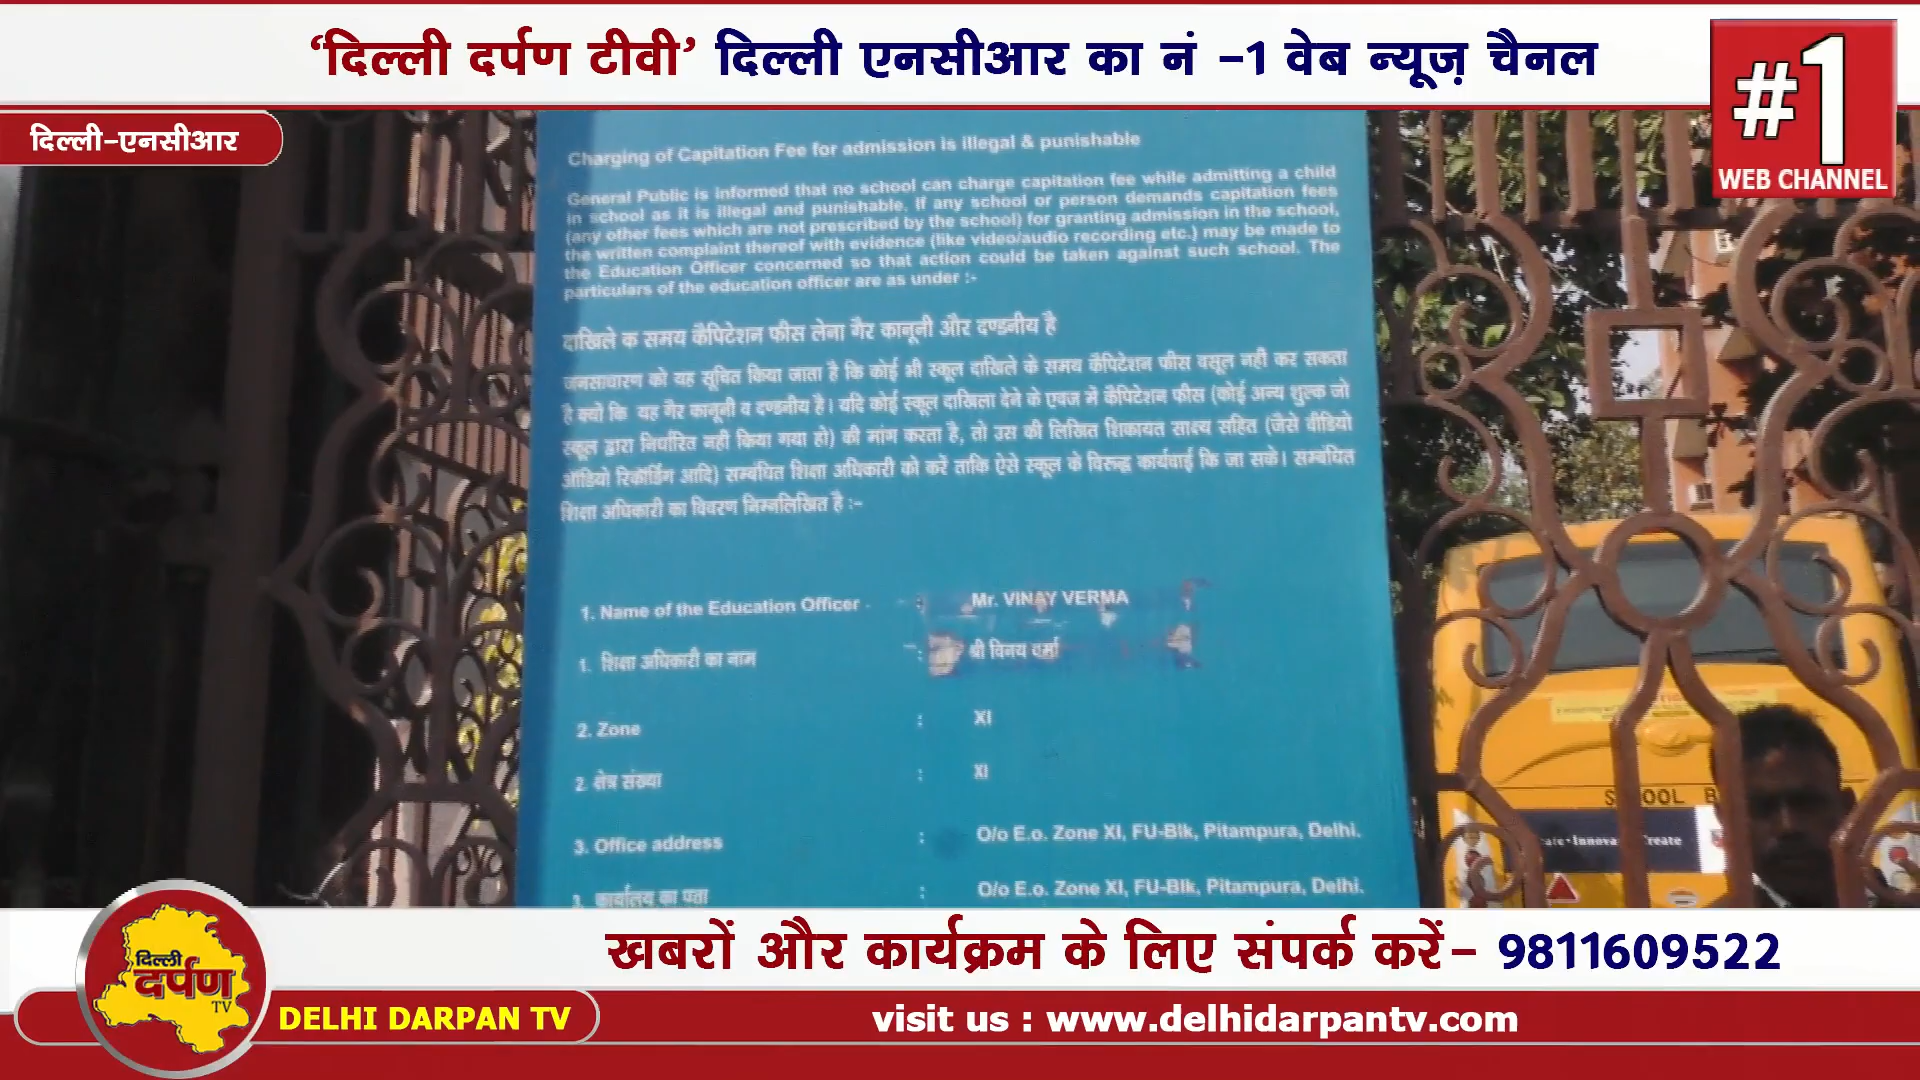 ‘दिल्ली दर्पण टीवी’ दिल्ली एनसीआर का नं -1 वेब न्यूज़ चैनल
#1
WEB CHANNEL
दिल्ली-एनसीआर
Charging of Capitation Fee for admission is illegal & punishable
General Public is informed that no school can charge capitation fee while admitting a child
in school as it is illegal and punishable. If any school or person demands capitation fees
(any other fees which are not prescribed by the school) for granting admission in the school,
the written complaint thereof with evidence (like video/audio recording etc.) may be made to
the Education Officer concerned so that action could be taken against such school. The
particulars of the education officer are as under :-
दाखिले क समय कैपिटेशन फीस लेना गैर कानूनी और दण्डनीय है
जनसाधारण को यह सूचित किया जाता है कि कोई भी स्कूल दाखिले के समय कैपिटेशन फीस वसूल नही कर सकता
है क्यो कि यह गैर कानूनी व दण्डनीय है। यदि कोई स्कूल दाखिला देने के एवज में कैपिटेशन फीस (कोई अन्य शुल्क जो
स्कूल द्वारा निर्धारित नही किया गया हो) की मांग करता है, तो उस की लिखित शिकायत साक्ष्य सहित (जैसे वीडियो
ऑडियो रिकॉर्डिंग आदि) सम्बंधित शिक्षा अधिकारी को करें ताकि ऐसे स्कूल के विरूद्ध कार्यवाई कि जा सके। सम्बंधित
शिक्षा अधिकारी का विवरण निम्नलिखित है :-
1. Name of the Education Officer - Mr. VINAY VERMA
1. शिक्षा अधिकारी का नाम : श्री विनय वर्मा
2. Zone : XI
2. क्षेत्र संख्या : XI
3. Office address : O/o E.o. Zone XI, FU-Blk, Pitampura, Delhi.
3. कार्यालय का पता : O/o E.o. Zone XI, FU-Blk, Pitampura, Delhi.
खबरों और कार्यक्रम के लिए संपर्क करें- 9811609522
दिल्ली
दर्पण
TV
DELHI DARPAN TV
visit us : www.delhidarpantv.com